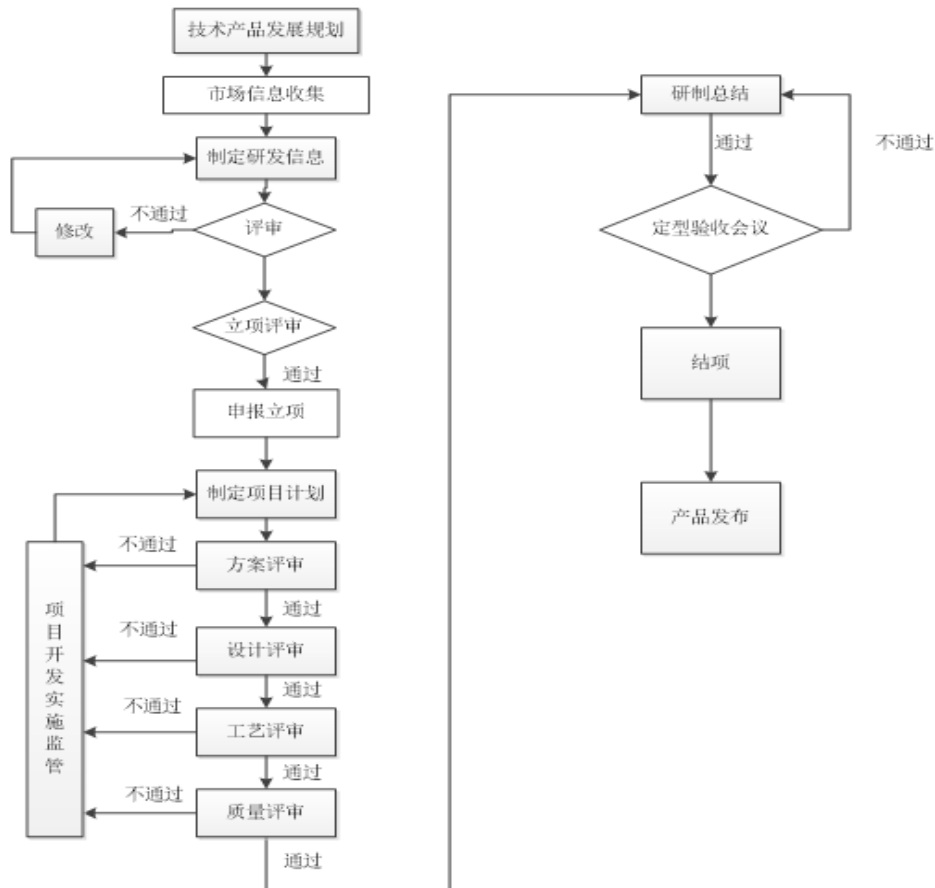 技术产品发展规划
市场信息收集
制定研发信息
不通过
修改
评审
立项评审
通过
申报立项
制定项目计划
不通过
方案评审
通过
不通过
设计评审
通过
不通过
工艺评审
通过
不通过
质量评审
通过
项目开发实施监管
研制总结
通过
不通过
定型验收会议
结项
产品发布